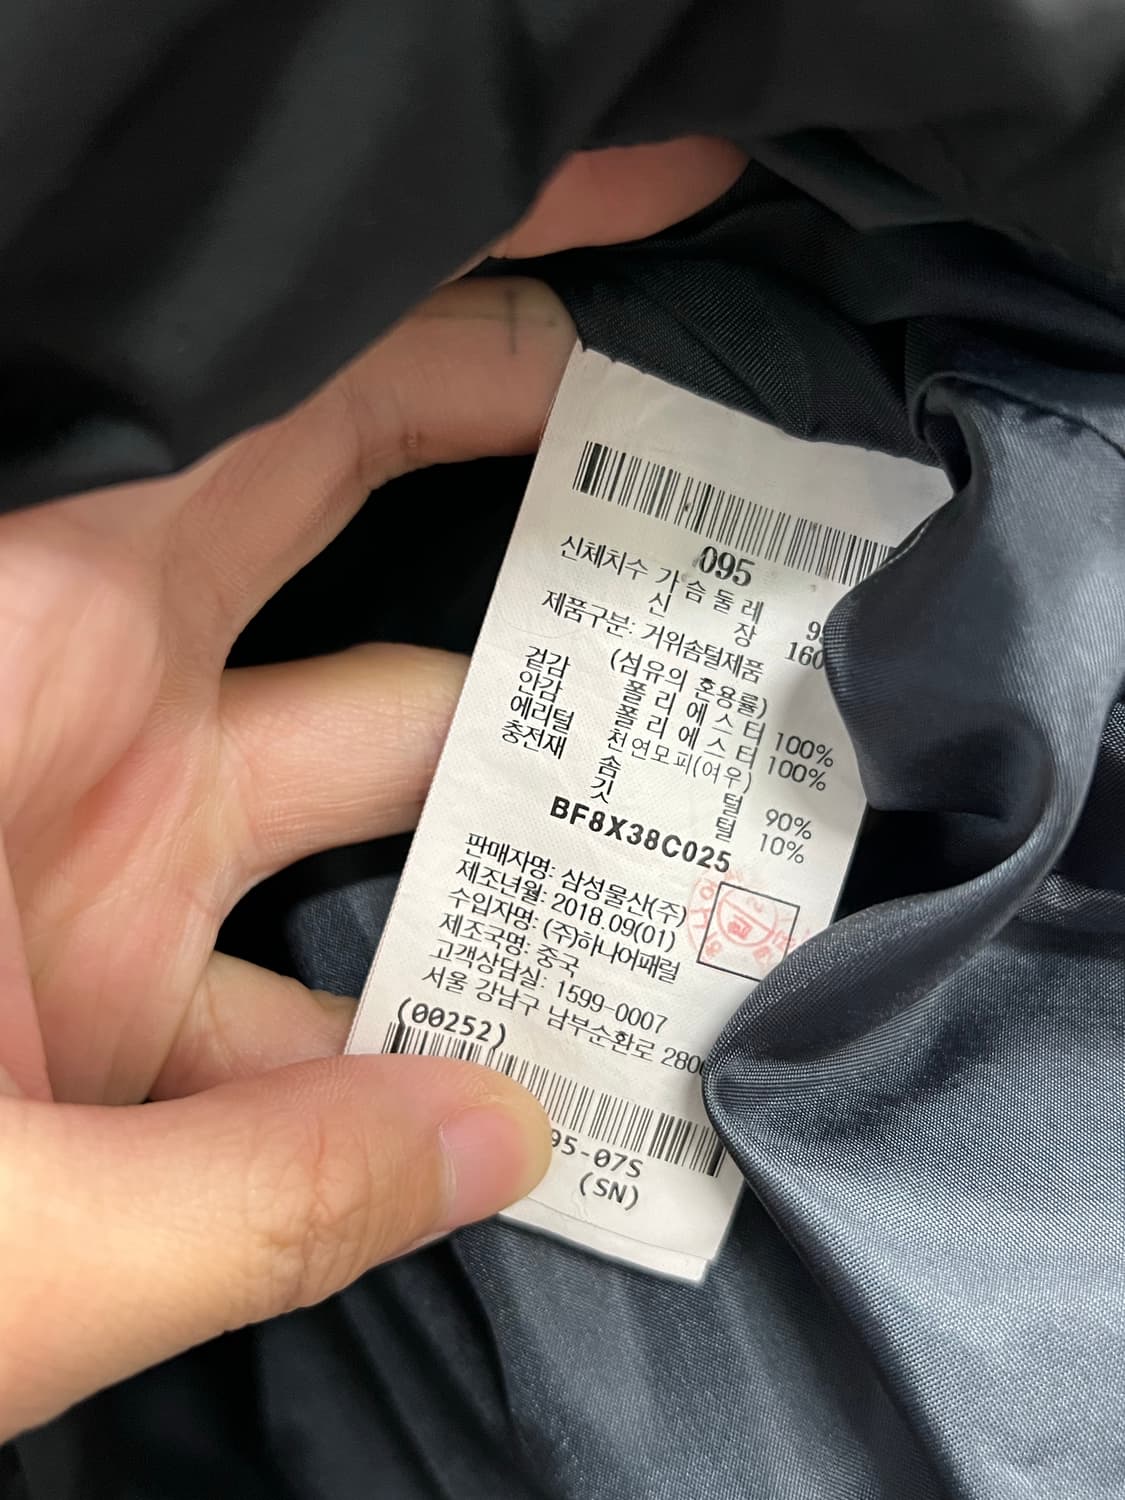 095
신체치수 가슴둘레
신 장 160
제품구분: 거위솜털제품
(섬유의 혼용률)
겉감 폴리에스터 100%
안감 폴리에스터 100%
에리털 천연모피(여우)
충전재 솜 털 90%
깃 털 10%
BF8X38C025
판매자명: 삼성물산(주)
제조년월: 2018.09(01)
수입자명: (주)하나어패럴
제조국명: 중국
고객상담실: 1599-0007
서울 강남구 남부순환로
(00252)
95-07S
(SN)